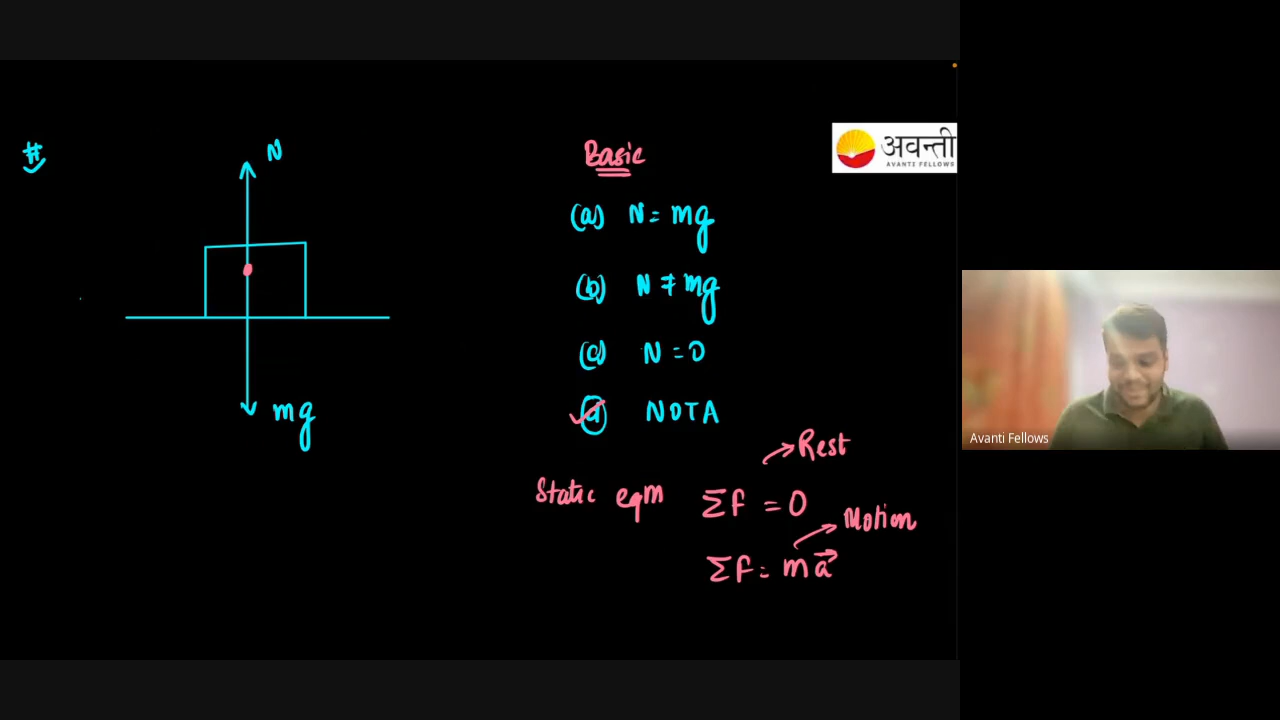 #
N
mg
Basic
(a) N = mg
(b) N ≠ mg
(c) N = 0
(d) NOTA
Static eqm ΣF = 0
→ Rest
ΣF = ma⃗
→ Motion
अवन्ती
AVANTI FELLOWS
Avanti Fellows